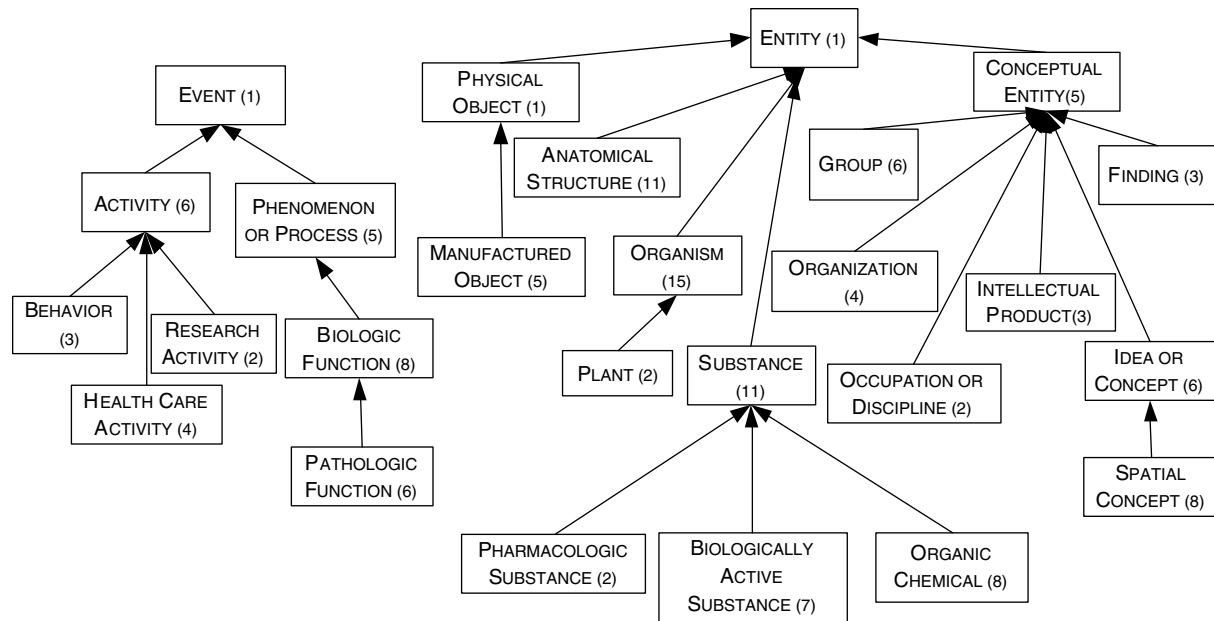 EVENT (1)
ACTIVITY (6)
PHENOMENON
OR PROCESS (5)
BEHAVIOR
(3)
RESEARCH
ACTIVITY (2)
HEALTH CARE
ACTIVITY (4)
BIOLOGIC
FUNCTION (8)
PATHOLOGIC
FUNCTION (6)
ENTITY (1)
PHYSICAL
OBJECT (1)
CONCEPTUAL
ENTITY(5)
ANATOMICAL
STRUCTURE (11)
GROUP (6)
FINDING (3)
MANUFACTURED
OBJECT (5)
ORGANISM
(15)
ORGANIZATION
(4)
INTELLECTUAL
PRODUCT(3)
PLANT (2)
SUBSTANCE
(11)
OCCUPATION OR
DISCIPLINE (2)
IDEA OR
CONCEPT (6)
SPATIAL
CONCEPT (8)
PHARMACOLOGIC
SUBSTANCE (2)
BIOLOGICALLY
ACTIVE
SUBSTANCE (7)
ORGANIC
CHEMICAL (8)